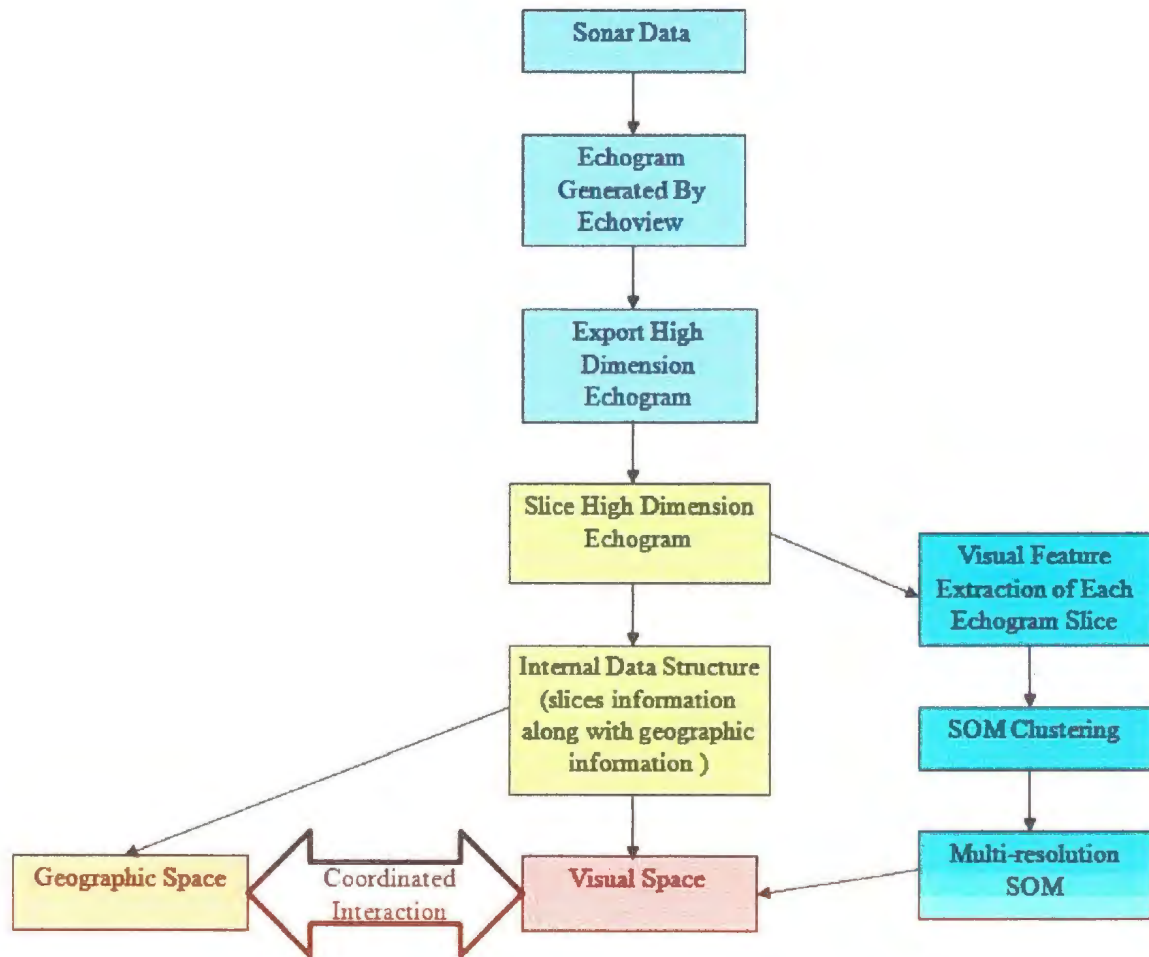 Sonar Data
Echogram
Generated By
Echoview
Export High
Dimension
Echogram
Slice High Dimension
Echogram
Visual Feature
Extraction of Each
Echogram Slice
Internal Data Structure
(slices information
along with geographic
information )
SOM Clustering
Multi-resolution
SOM
Geographic Space
Coordinated
Interaction
Visual Space